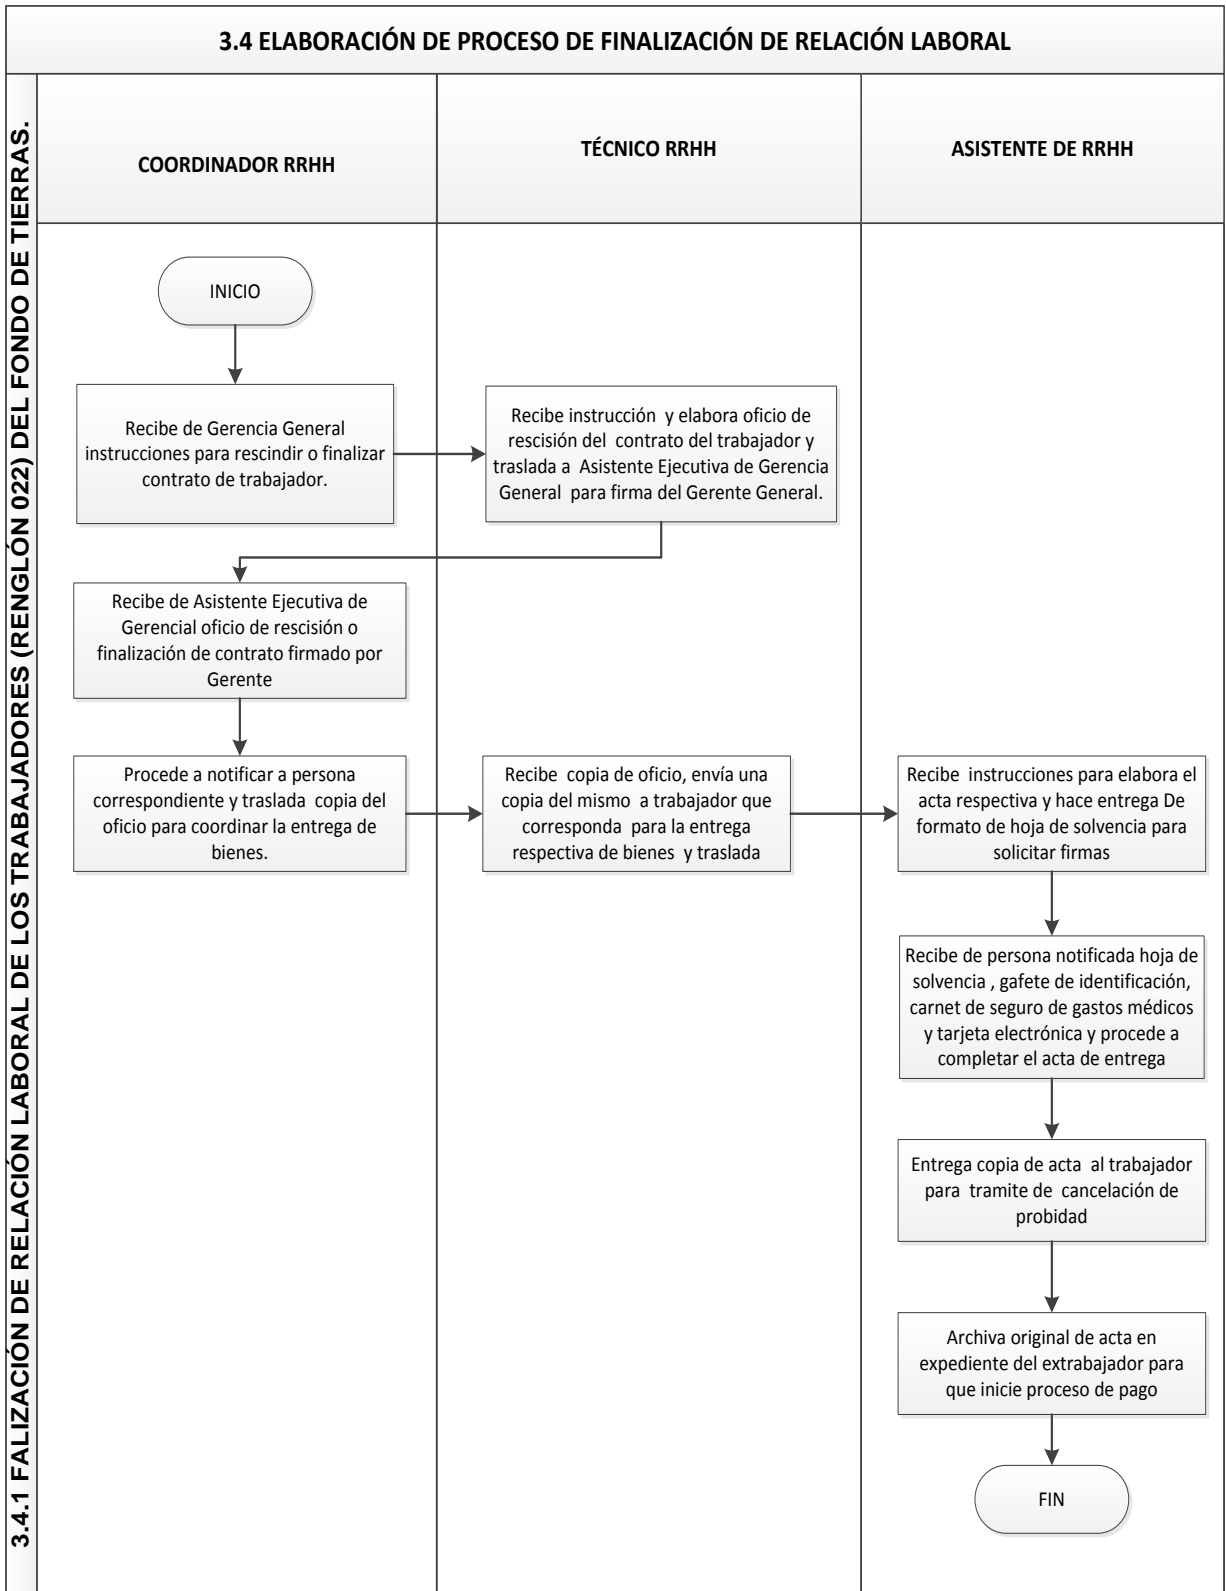 3.4 ELABORACIÓN DE PROCESO DE FINALIZACIÓN DE RELACIÓN LABORAL
3.4.1 FALIZACIÓN DE RELACIÓN LABORAL DE LOS TRABAJADORES (RENGLÓN 022) DEL FONDO DE TIERRAS.
COORDINADOR RRHH
TÉCNICO RRHH
ASISTENTE DE RRHH
INICIO
Recibe de Gerencia General
instrucciones para rescindir o finalizar
contrato de trabajador.
Recibe instrucción y elabora oficio de
rescisión del contrato del trabajador y
traslada a Asistente Ejecutiva de Gerencia
General para firma del Gerente General.
Recibe de Asistente Ejecutiva de
Gerencial oficio de rescisión o
finalización de contrato firmado por
Gerente
Procede a notificar a persona
correspondiente y traslada copia del
oficio para coordinar la entrega de
bienes.
Recibe copia de oficio, envía una
copia del mismo a trabajador que
corresponda para la entrega
respectiva de bienes y traslada
Recibe instrucciones para elabora el
acta respectiva y hace entrega De
formato de hoja de solvencia para
solicitar firmas
Recibe de persona notificada hoja de
solvencia , gafete de identificación,
carnet de seguro de gastos médicos
y tarjeta electrónica y procede a
completar el acta de entrega
Entrega copia de acta al trabajador
para tramite de cancelación de
probidad
Archiva original de acta en
expediente del extrabajador para
que inicie proceso de pago
FIN